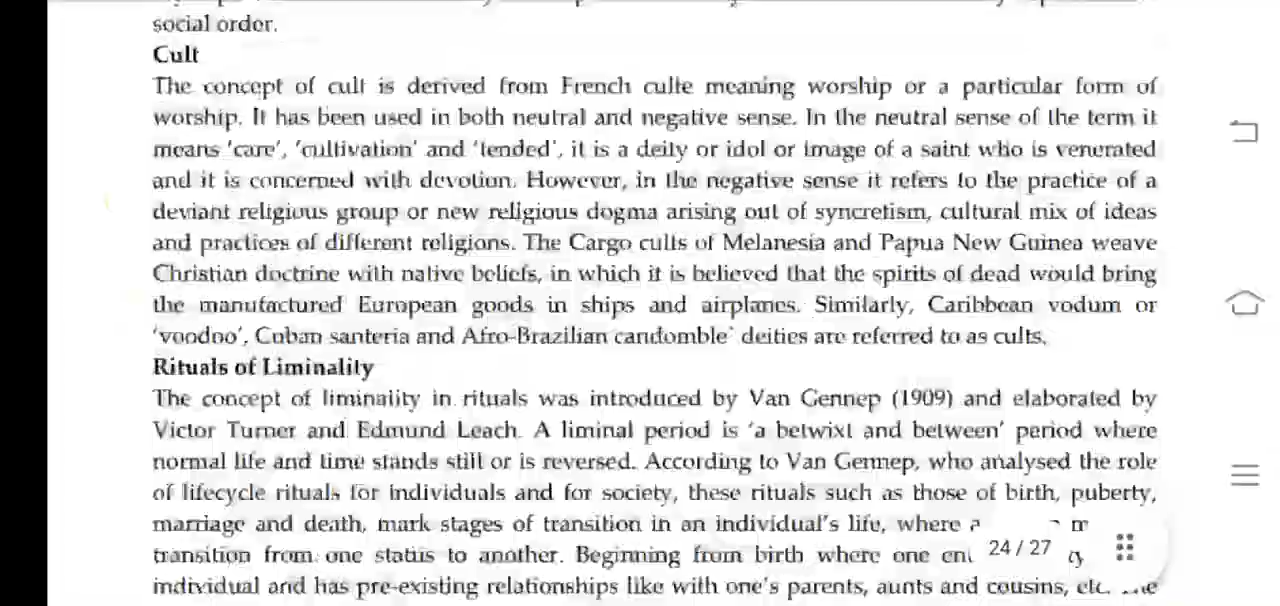 social order.
Cult
The concept of cult is derived from French culte meaning worship or a particular form of
worship. It has been used in both neutral and negative sense. In the neutral sense of the term it
means 'care', 'cultivation' and 'tended', it is a deity or idol or image of a saint who is venerated
and it is concerned with devotion. However, in the negative sense it refers to the practice of a
deviant religious group or new religious dogma arising out of syncretism, cultural mix of ideas
and practices of different religions. The Cargo cults of Melanesia and Papua New Guinea weave
Christian doctrine with native beliefs, in which it is believed that the spirits of dead would bring
the manufactured European goods in ships and airplanes. Similarly, Caribbean vodum or
'voodoo', Cuban santeria and Afro-Brazilian candomble` deities are referred to as cults.
Rituals of Liminality
The concept of liminality in rituals was introduced by Van Gennep (1909) and elaborated by
Victor Turner and Edmund Leach. A liminal period is 'a betwixt and between' period where
normal life and time stands still or is reversed. According to Van Gennep, who analysed the role
of lifecycle rituals for individuals and for society, these rituals such as those of birth, puberty,
marriage and death, mark stages of transition in an individual's life, where
transition from one status to another. Beginning from birth where one
24/27
individual and has pre-existing relationships like with one's parents, aunts and cousins, etc.